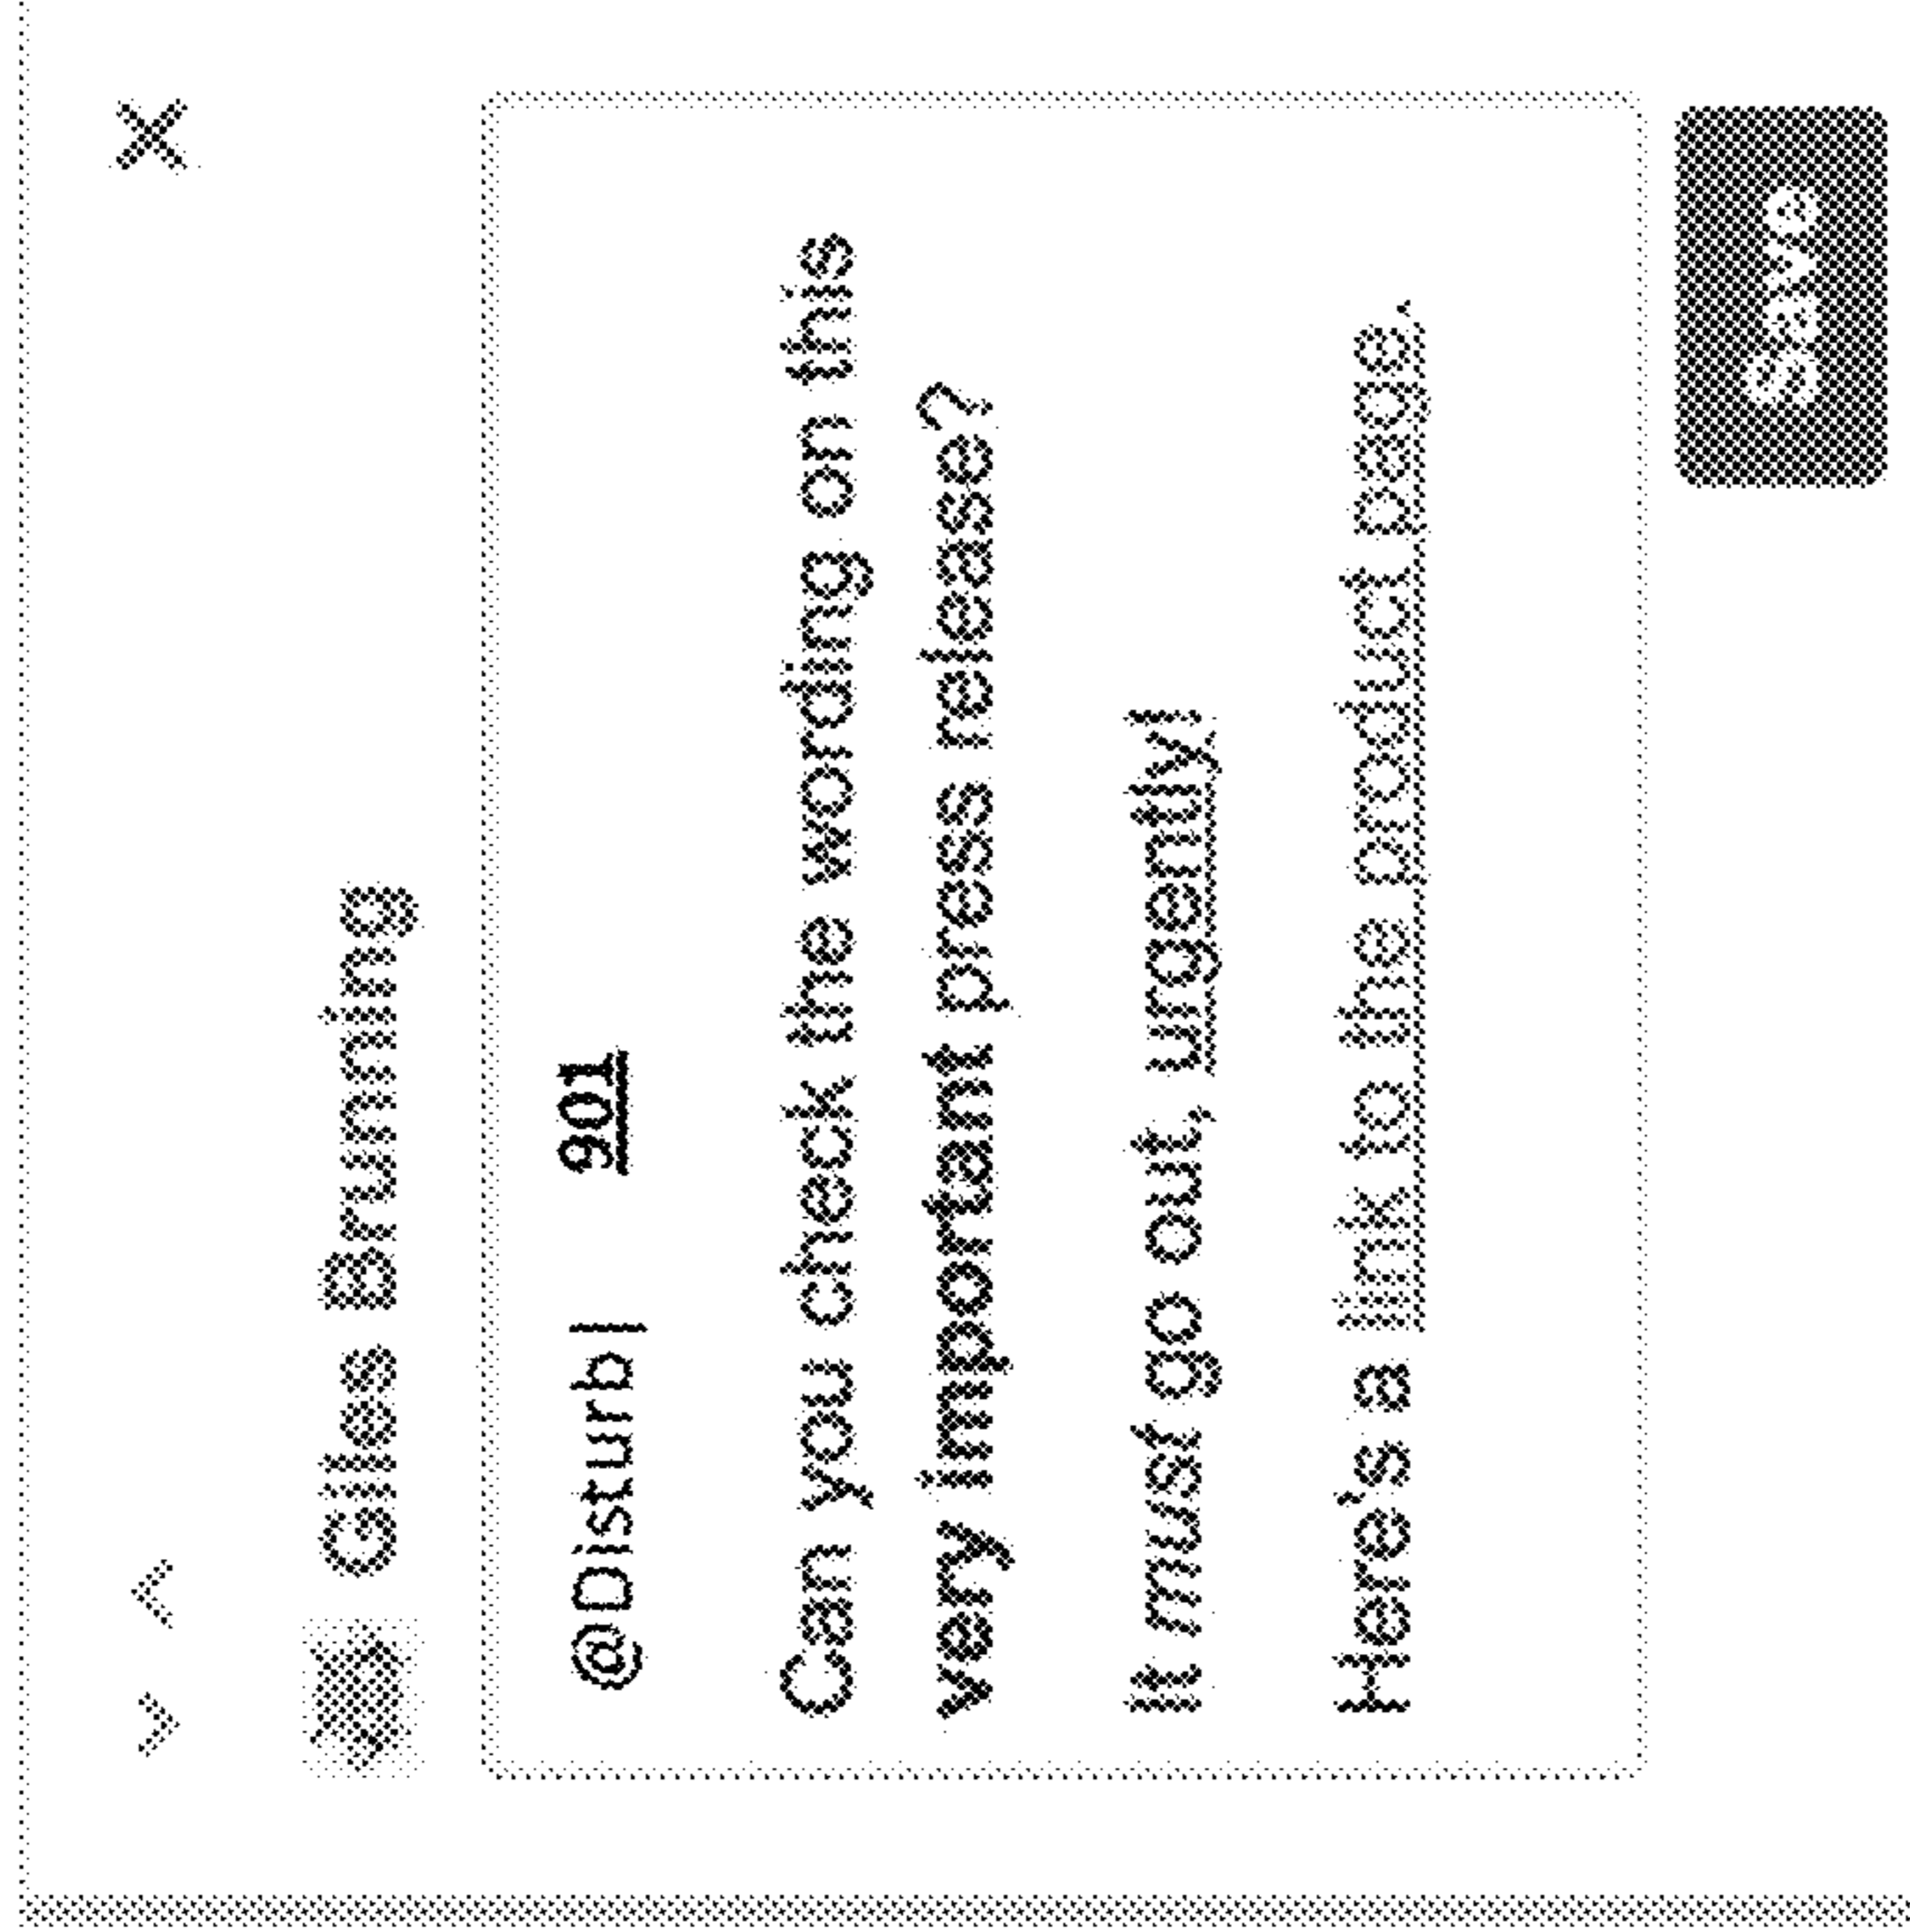 Giles Brunning
@Disturb| 901
Can you check the wording on this
very important press release?
It must go out, urgently!
Here's a link to the product page.
Save